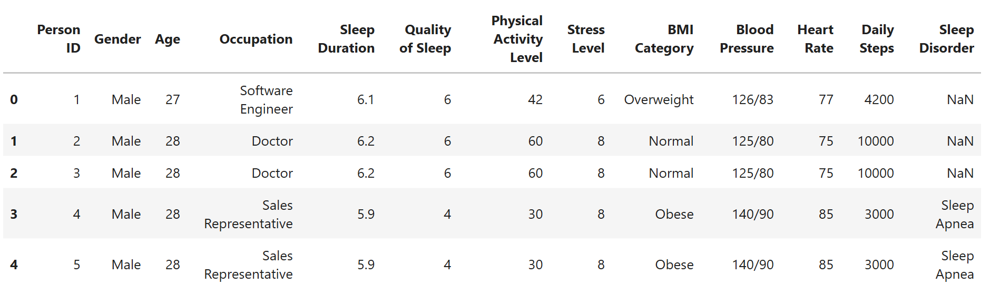 Person ID Gender Age Occupation Sleep Duration Quality of Sleep Physical Activity Level Stress Level BMI Category Blood Pressure Heart Rate Daily Steps Sleep Disorder
0 1 Male 27 Software Engineer 6.1 6 42 6 Overweight 126/83 77 4200 NaN
1 2 Male 28 Doctor 6.2 6 60 8 Normal 125/80 75 10000 NaN
2 3 Male 28 Doctor 6.2 6 60 8 Normal 125/80 75 10000 NaN
3 4 Male 28 Sales Representative 5.9 4 30 8 Obese 140/90 85 3000 Sleep Apnea
4 5 Male 28 Sales Representative 5.9 4 30 8 Obese 140/90 85 3000 Sleep Apnea